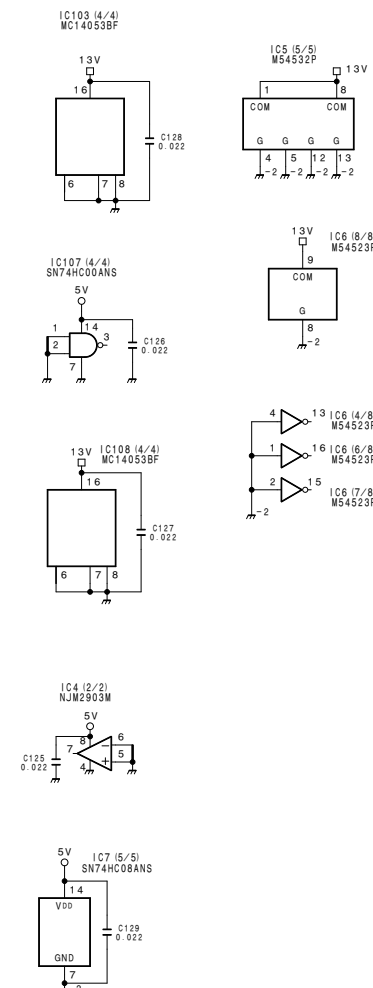 IC103 (4/4)
MC14053BF
13V
16
C128
0.022
6
7
8
IC5 (5/5)
M54532P
13V
1
8
COM
COM
G
G
G
G
4
5
12
13
-2
-2
-2
-2
13V
9
IC6 (8/8
M54523P
COM
G
8
-2
IC107 (4/4)
SN74HC00ANS
5V
14
1
2
3
7
C126
0.022
4
13
IC6 (4/8
M54523P
1
16
IC6 (6/8
M54523P
2
15
IC6 (7/8
M54523P
-2
IC108 (4/4)
MC14053BF
13V
16
C127
0.022
6
7
8
IC4 (2/2)
NJM2903M
5V
8
7
6
5
4
C125
0.022
IC7 (5/5)
SN74HC08ANS
5V
14
VDD
C129
0.022
GND
7